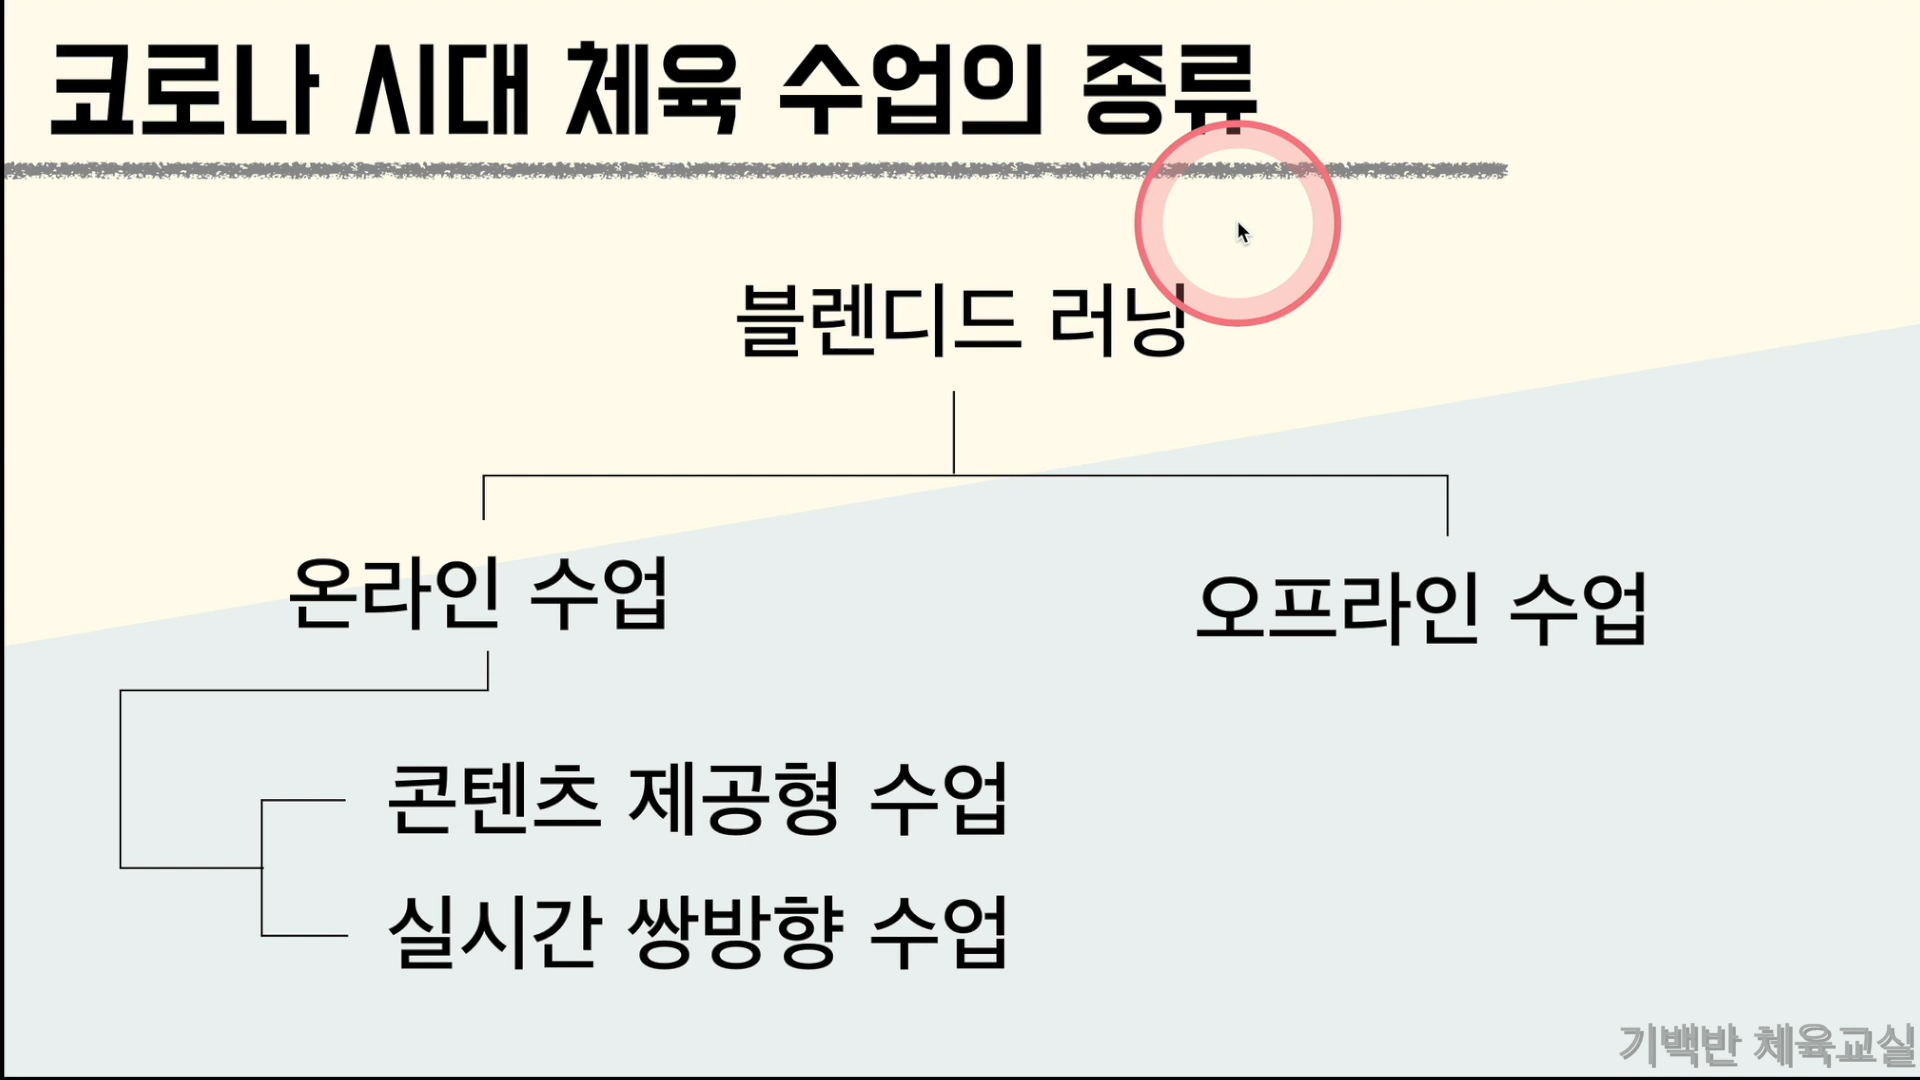 코로나 시대 체육 수업의 종류
블렌디드 러닝
온라인 수업
오프라인 수업
콘텐츠 제공형 수업
실시간 쌍방향 수업
기백반 체육교실